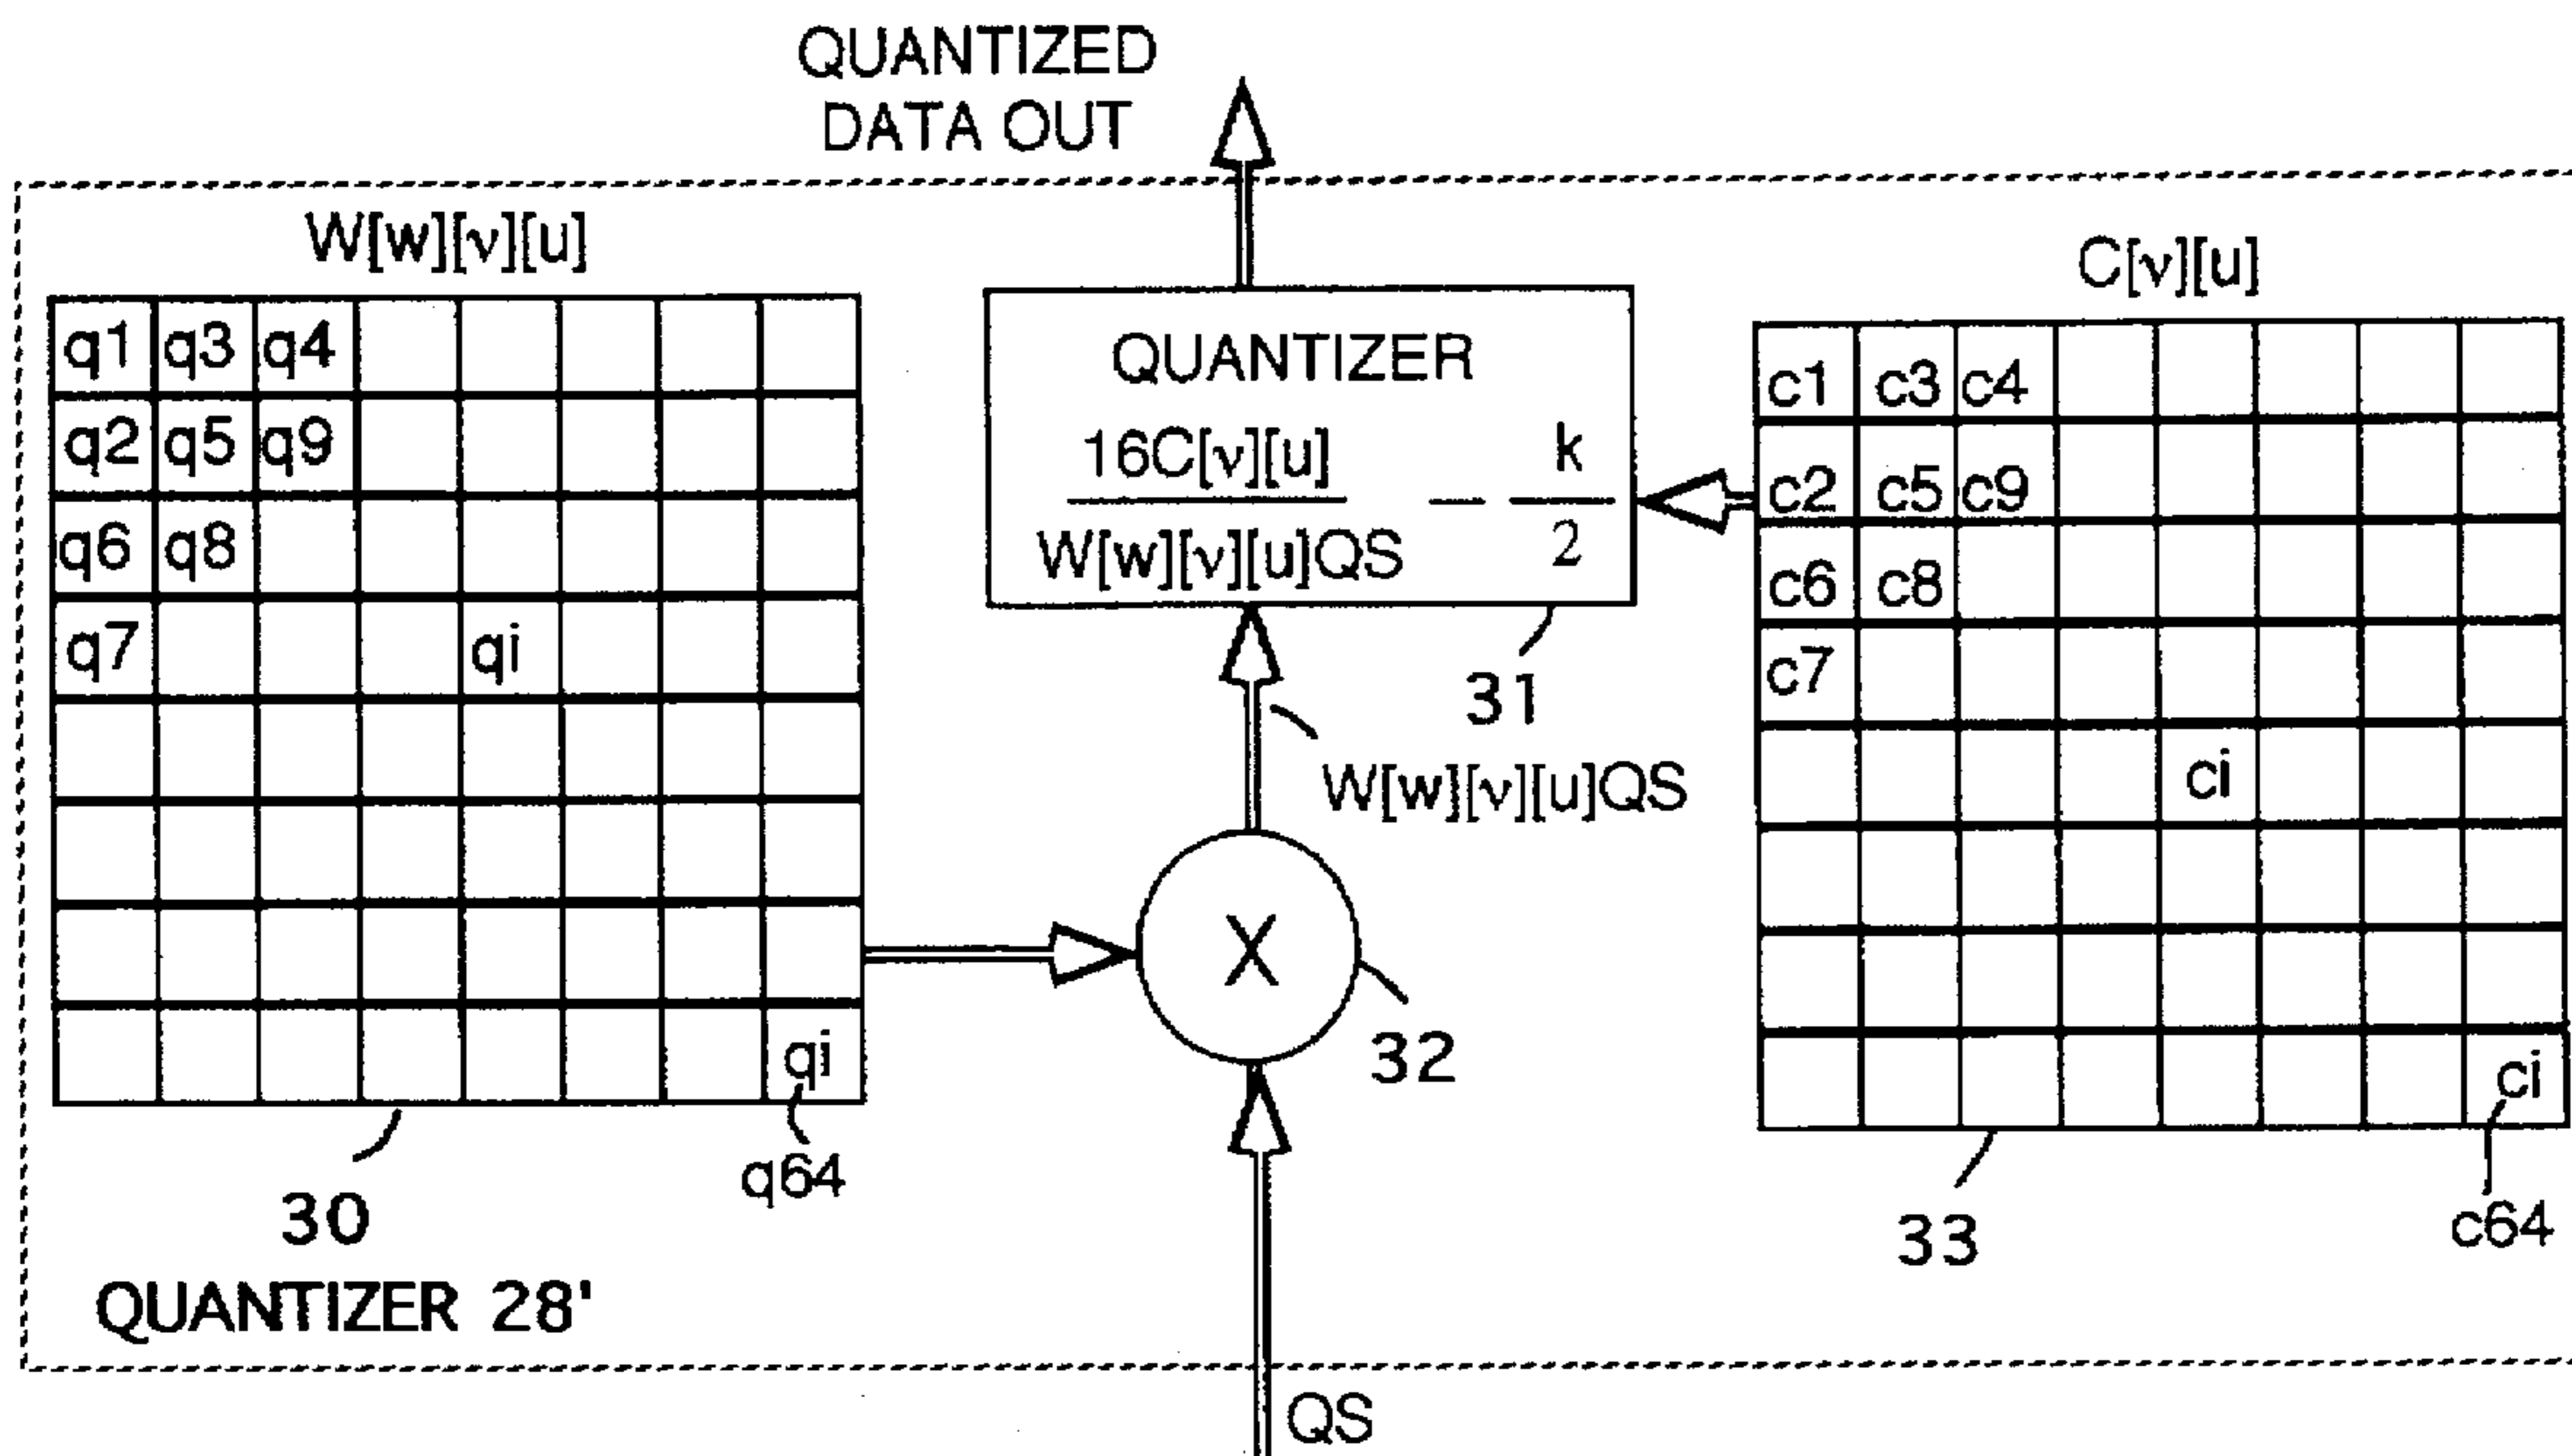 QUANTIZED
DATA OUT
W[w][v][u]
q1 q3 q4
q2 q5 q9
q6 q8
q7 qi
qi
q64
30
QUANTIZER 28'
QUANTIZER
16C[v][u]
W[w][v][u]QS
— k
2
31
W[w][v][u]QS
X
32
QS
C[v][u]
c1 c3 c4
c2 c5 c9
c6 c8
c7
ci
ci
c64
33